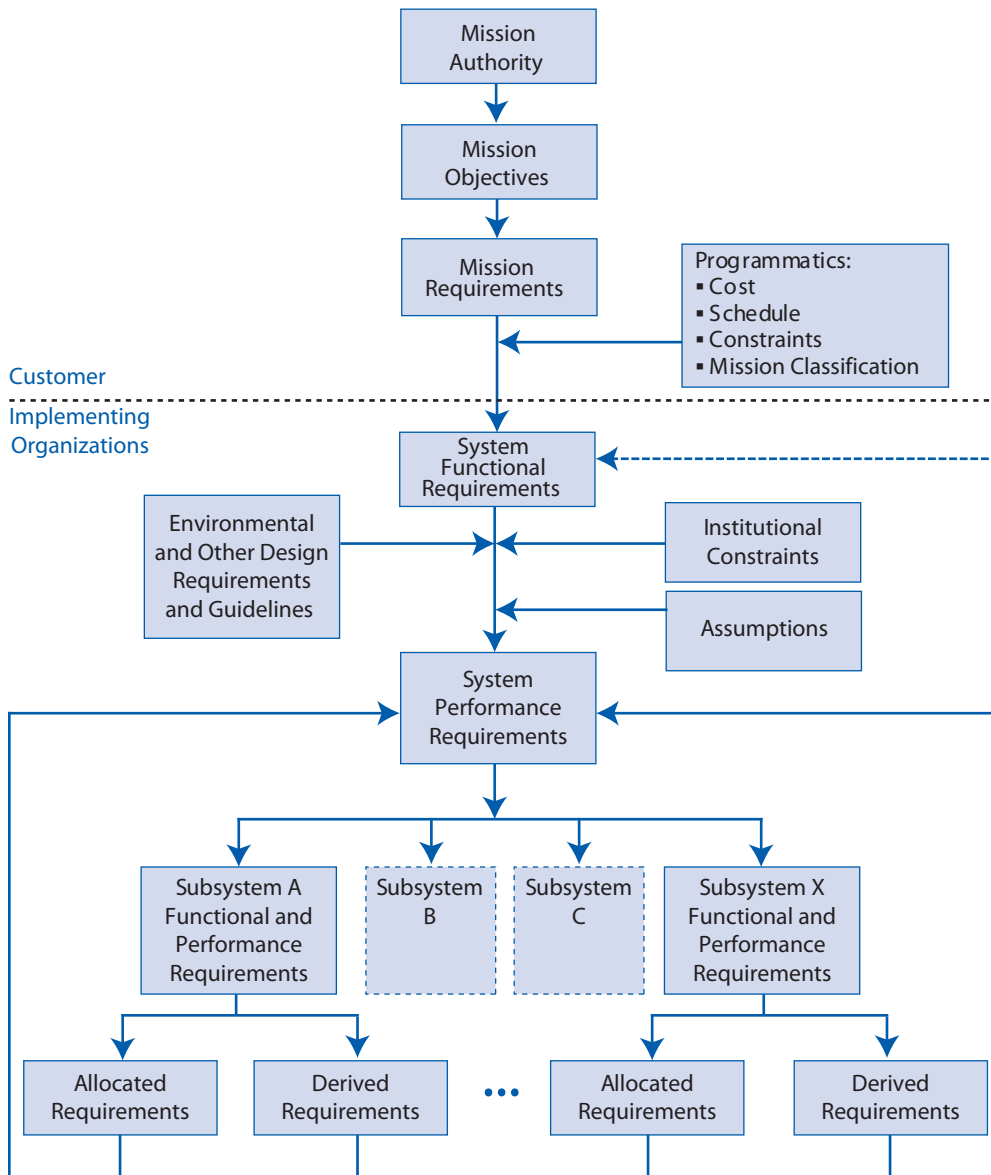 Mission
Authority
Mission
Objectives
Mission
Requirements
Programmatics:
▪ Cost
▪ Schedule
▪ Constraints
▪ Mission Classification
Customer
Implementing
Organizations
System
Functional
Requirements
Environmental
and Other Design
Requirements
and Guidelines
Institutional
Constraints
Assumptions
System
Performance
Requirements
Subsystem A
Functional and
Performance
Requirements
Subsystem
B
Subsystem
C
Subsystem X
Functional and
Performance
Requirements
Allocated
Requirements
Derived
Requirements
•••
Allocated
Requirements
Derived
Requirements